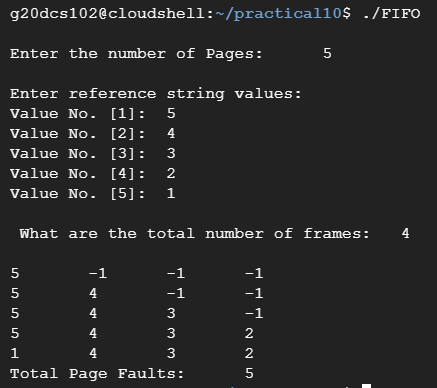 g20dcs102@cloudshell:~/practical10$ ./FIFO
Enter the number of Pages:      5
Enter reference string values:
Value No. [1]:  5
Value No. [2]:  4
Value No. [3]:  3
Value No. [4]:  2
Value No. [5]:  1
What are the total number of frames:   4
5       -1      -1      -1
5       4       -1      -1
5       4       3       -1
5       4       3       2
1       4       3       2
Total Page Faults:      5